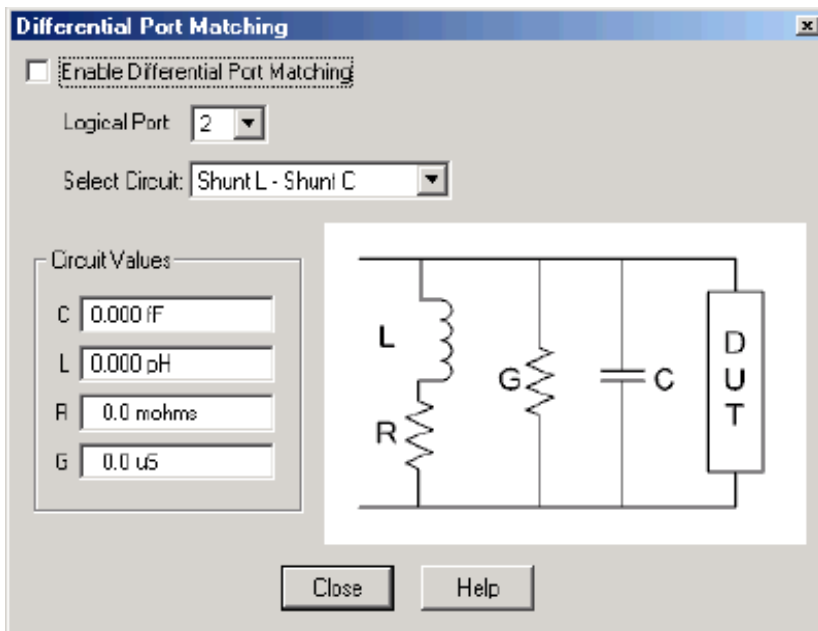 Differential Port Matching
Enable Differential Port Matching
Logical Port 2
Select Circuit: Shunt L - Shunt C
Circuit Values
C 0.000 fF
L 0.000 pH
R 0.0 mohms
G 0.0 uS
L
R
G
C
D
U
T
Close
Help